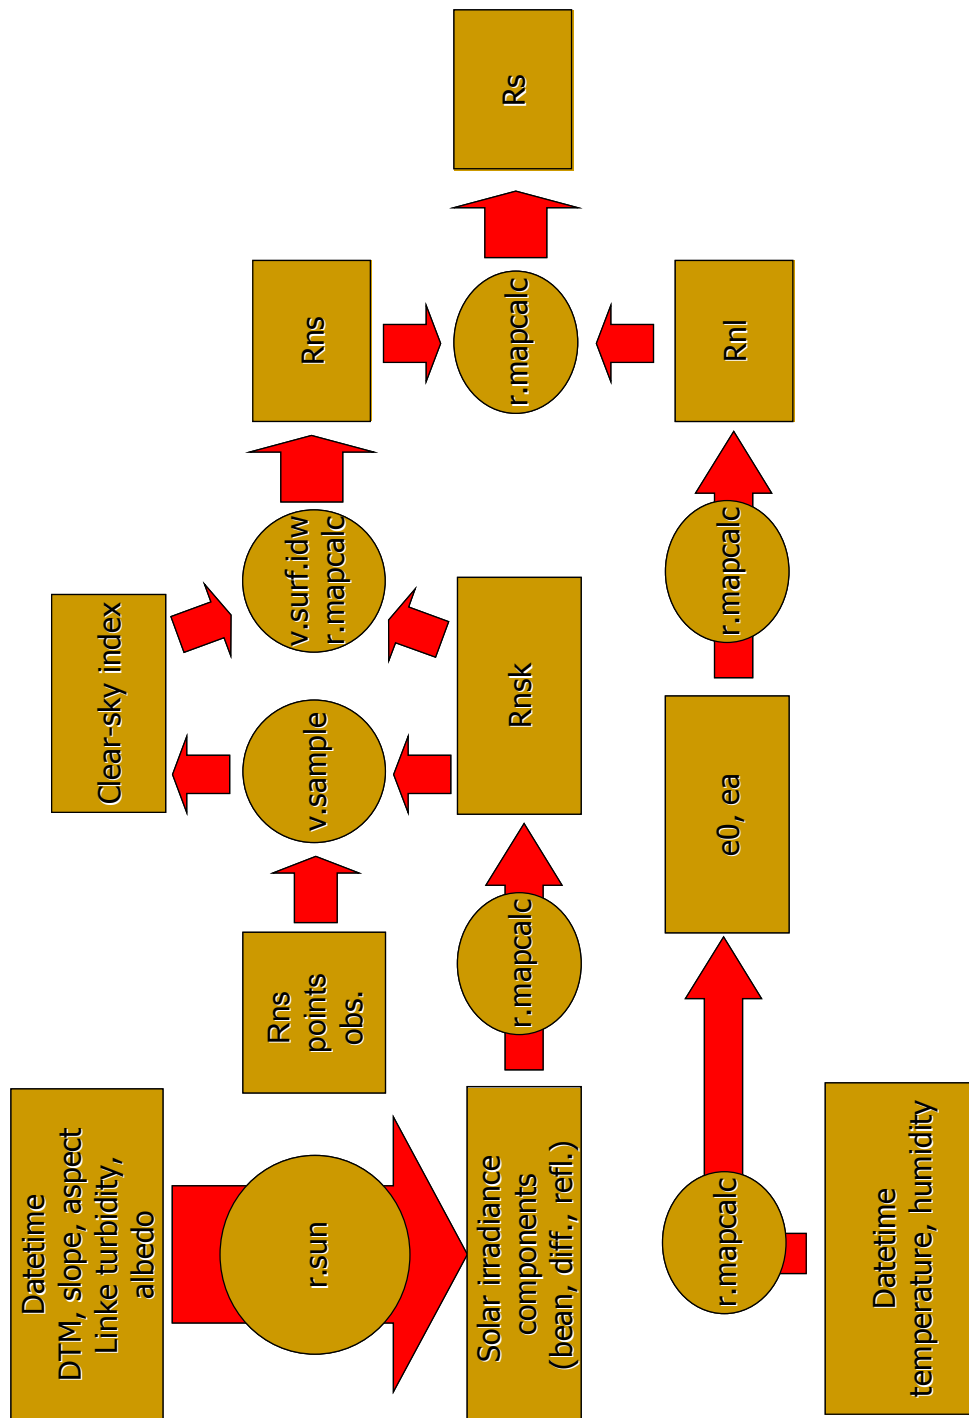 Datetime
DTM, slope, aspect
Linke turbidity,
albedo
r.sun
Solar irradiance
components
(bean, diff., refl.)
Rns
points
obs.
v.sample
Clear-sky index
r.mapcalc
Rnsk
v.surf.idw
r.mapcalc
Rns
Datetime
temperature, humidity
r.mapcalc
e0, ea
r.mapcalc
Rnl
r.mapcalc
Rs